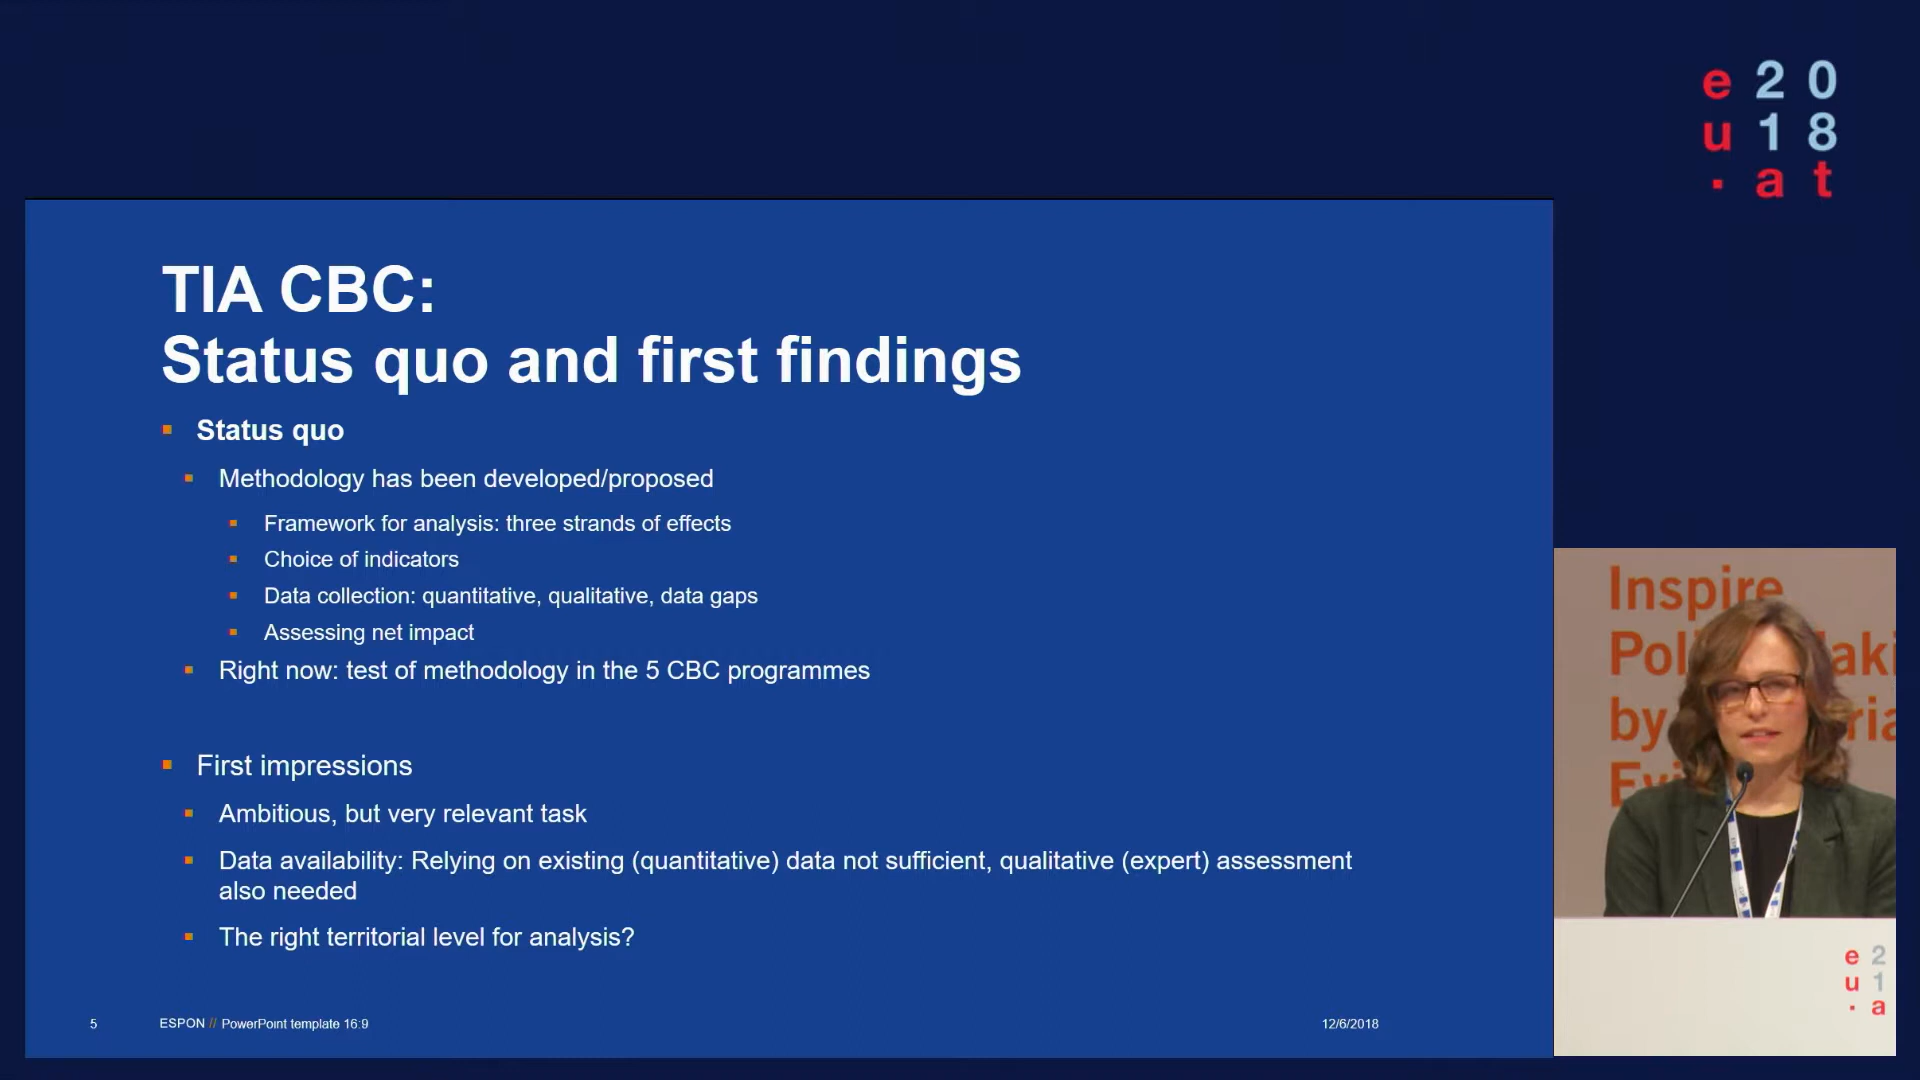 e 2 0
u 1 8
. a t
TIA CBC:
Status quo and first findings
Status quo
Methodology has been developed/proposed
Framework for analysis: three strands of effects
Choice of indicators
Data collection: quantitative, qualitative, data gaps
Assessing net impact
Right now: test of methodology in the 5 CBC programmes
First impressions
Ambitious, but very relevant task
Data availability: Relying on existing (quantitative) data not sufficient, qualitative (expert) assessment
also needed
The right territorial level for analysis?
5 ESPON // PowerPoint template 16:9 12/6/2018
Inspire
by
e 2
u 1
. a